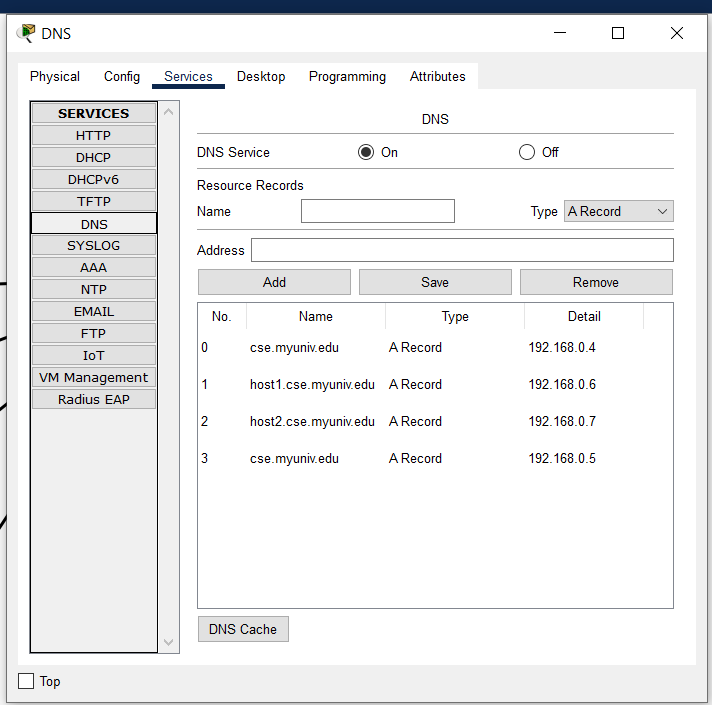 DNS
Physical Config Services Desktop Programming Attributes
SERVICES
HTTP
DHCP
DHCPv6
TFTP
DNS
SYSLOG
AAA
NTP
EMAIL
FTP
IoT
VM Management
Radius EAP
DNS
DNS Service On Off
Resource Records
Name Type A Record
Address
Add Save Remove
No. Name Type Detail
0 cse.myuniv.edu A Record 192.168.0.4
1 host1.cse.myuniv.edu A Record 192.168.0.6
2 host2.cse.myuniv.edu A Record 192.168.0.7
3 cse.myuniv.edu A Record 192.168.0.5
DNS Cache
Top